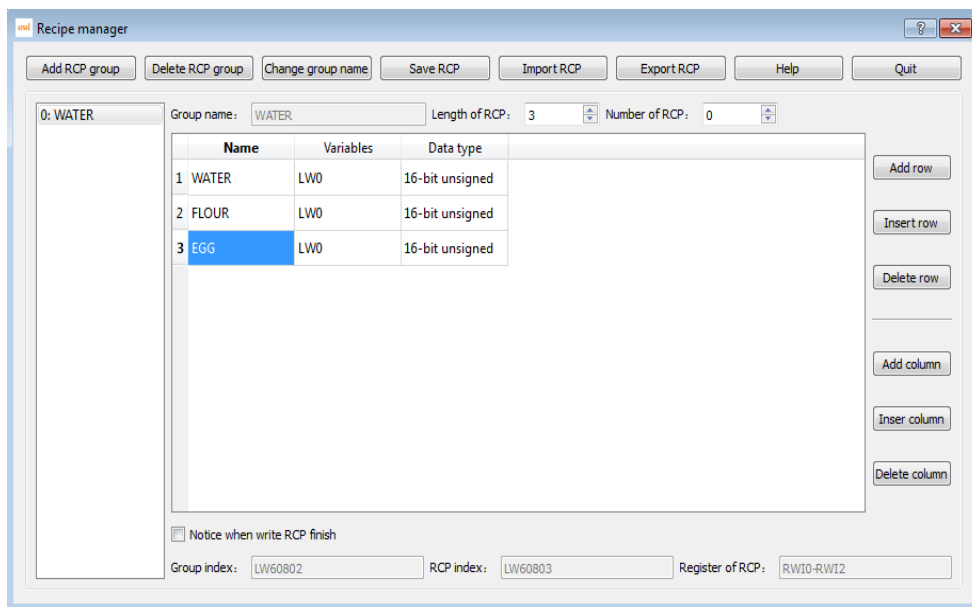 Recipe manager
Add RCP group Delete RCP group Change group name Save RCP Import RCP Export RCP Help Quit
0: WATER
Group name: WATER Length of RCP: 3 Number of RCP: 0
Name Variables Data type
1 WATER LW0 16-bit unsigned
2 FLOUR LW0 16-bit unsigned
3 EGG LW0 16-bit unsigned
Add row
Insert row
Delete row
Add column
Inser column
Delete column
Notice when write RCP finish
Group index: LW60802 RCP index: LW60803 Register of RCP: RWI0-RWI2